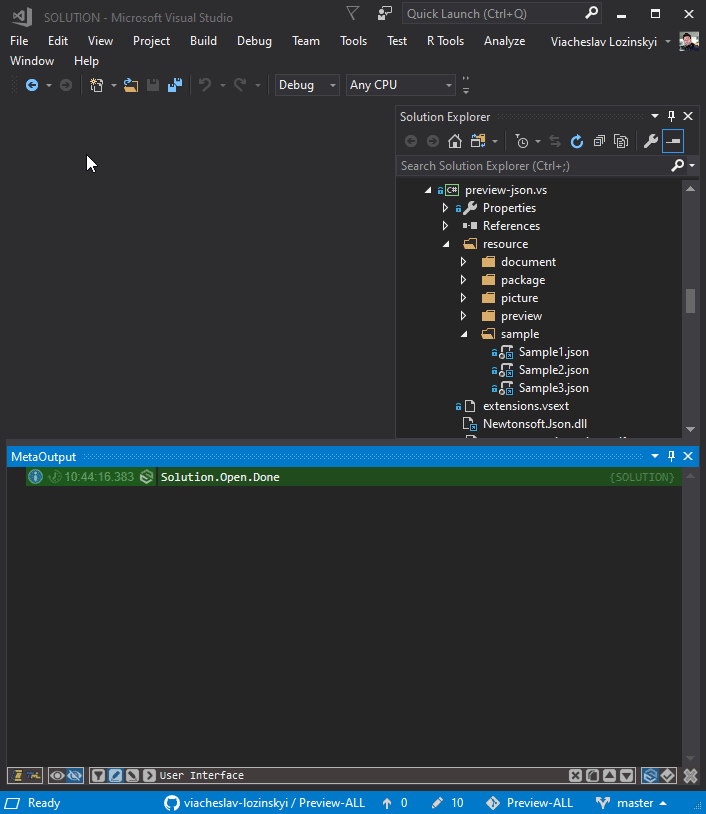 SOLUTION - Microsoft Visual Studio
Quick Launch (Ctrl+Q)
File Edit View Project Build Debug Team Tools Test R Tools Analyze Viacheslav Lozinskyi
Window Help
Debug Any CPU
Solution Explorer
Search Solution Explorer (Ctrl+;)
C# preview-json.vs
Properties
References
resource
document
package
picture
preview
sample
Sample1.json
Sample2.json
Sample3.json
extensions.vsext
Newtonsoft.Json.dll
MetaOutput
10:44:16.383 Solution.Open.Done {SOLUTION}
User Interface
Ready viacheslav-lozinskyi / Preview-ALL 0 10 Preview-ALL master